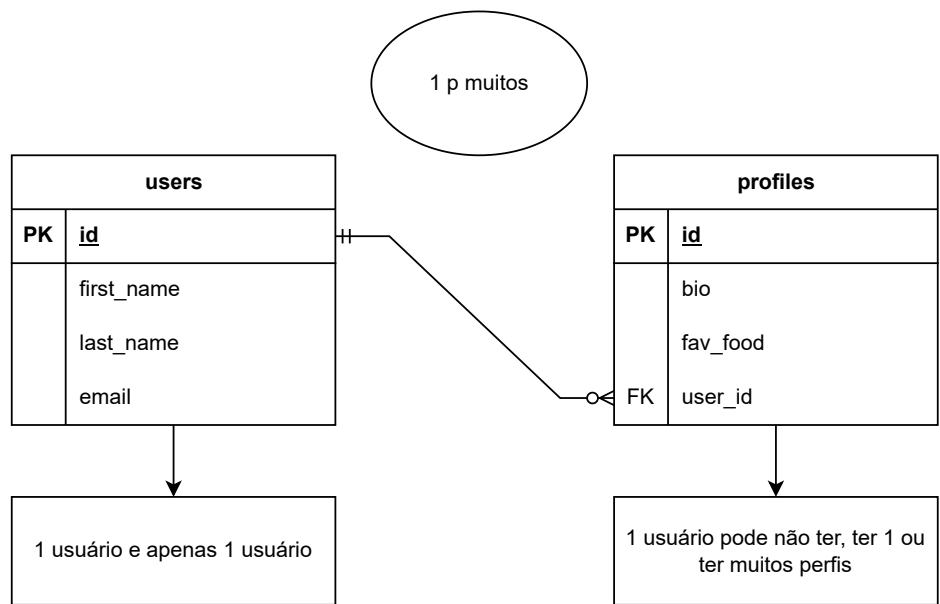 1 p muitos
users
PK id
first_name
last_name
email
profiles
PK id
bio
fav_food
FK user_id
1 usuário e apenas 1 usuário
1 usuário pode não ter, ter 1 ou
ter muitos perfis